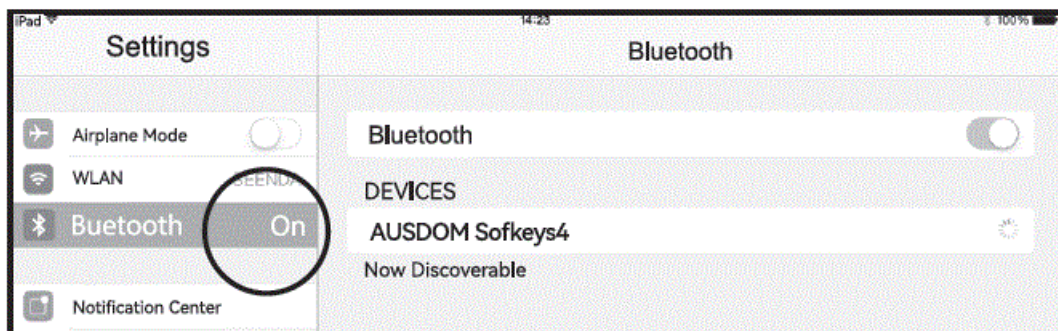 iPad 14:23 100%
Settings
Bluetooth
Airplane Mode
WLAN SEENDA
Buetooth On
Notification Center
Bluetooth
DEVICES
AUSDOM Sofkeys4
Now Discoverable